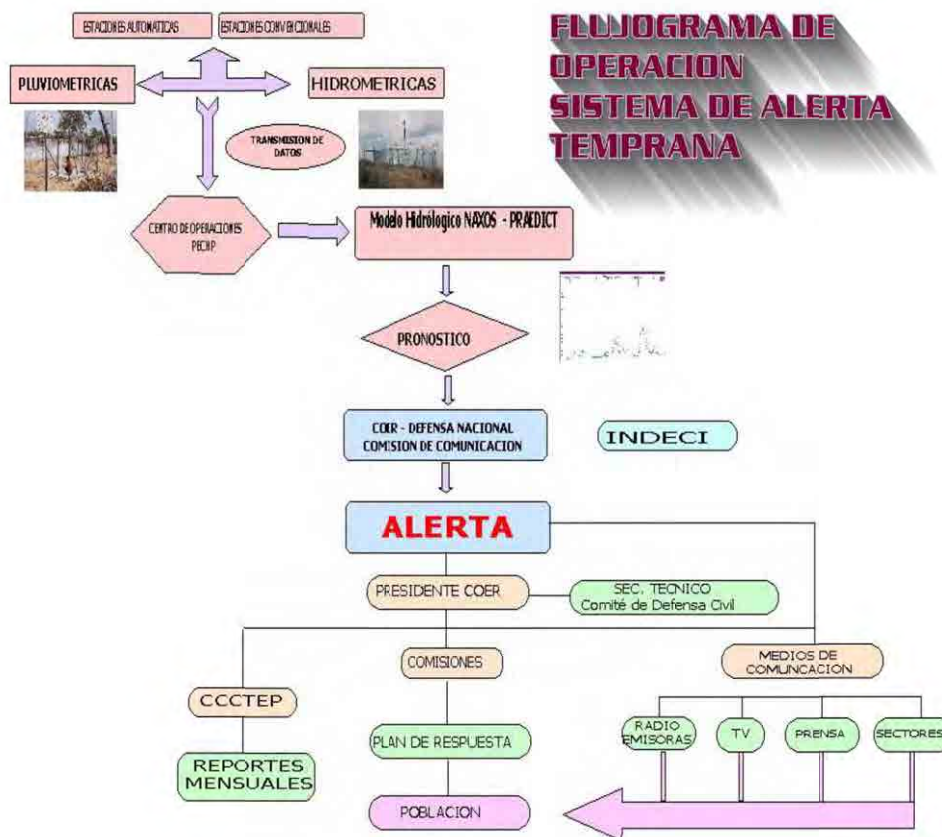 ESTACIONES AUTOMATICAS
ESTACIONES CONVENCIONALES
FLUJOGRAMA DE
OPERACION
SISTEMA DE ALERTA
TEMPRANA
PLUVIOMETRICAS
HIDROMETRICAS
TRANSMISION DE
DATOS
CENTRO DE OPERACIONES
PECHP
Modelo Hidrólogico NAXOS - PRAEDICT
PRONOSTICO
COER - DEFENSA NACIONAL
COMISION DE COMUNICACION
INDECI
ALERTA
PRESIDENTE COER
SEC. TECNICO
Comité de Defensa Civil
COMISIONES
MEDIOS DE
COMUNCACION
CCCTEP
RADIO
EMISORAS
TV
PRENSA
SECTORES
PLAN DE RESPUESTA
REPORTES
MENSUALES
POBLACION